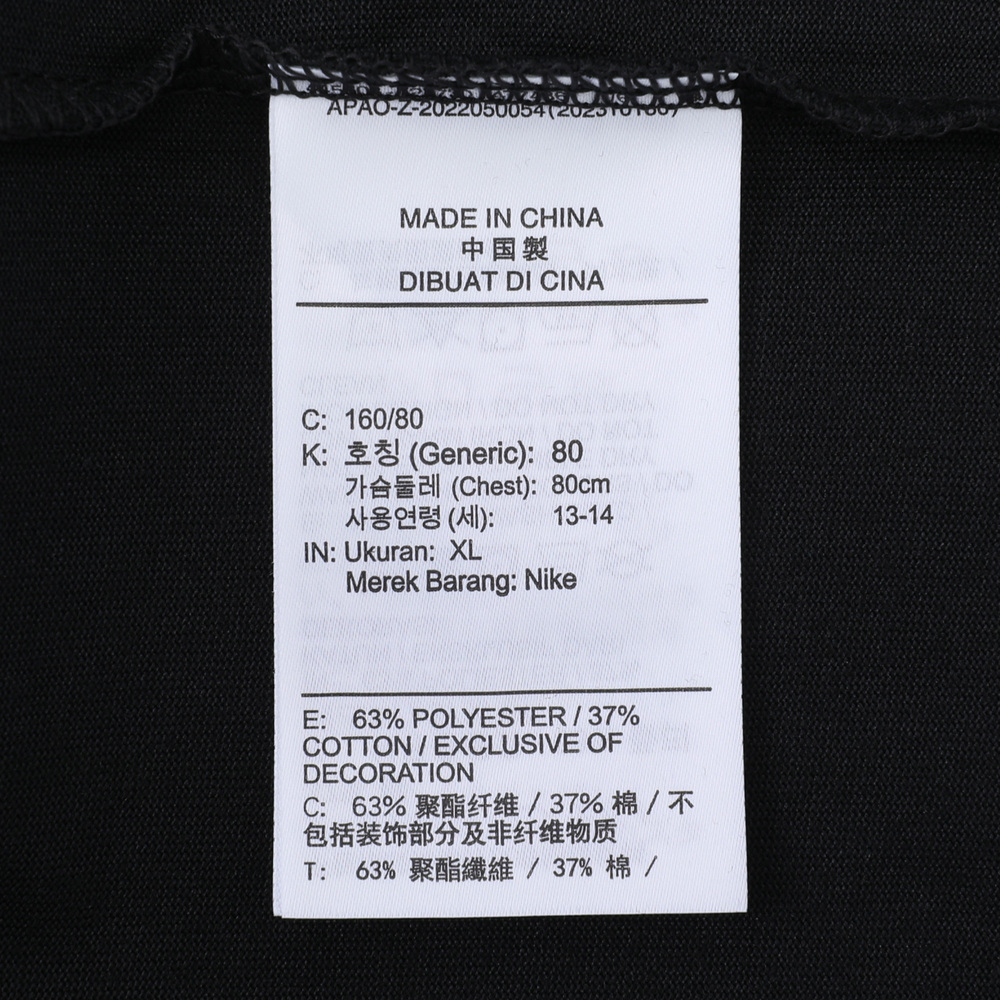 APAO-Z-2022050054(
MADE IN CHINA
中国製
DIBUAT DI CINA
C: 160/80
K: 호칭 (Generic): 80
가슴둘레 (Chest): 80cm
사용연령 (세): 13-14
IN: Ukuran: XL
Merek Barang: Nike
E: 63% POLYESTER / 37%
COTTON / EXCLUSIVE OF
DECORATION
C: 63% 聚酯纤维 / 37% 棉 / 不
包括装饰部分及非纤维物质
T: 63% 聚酯纖維 / 37% 棉 /